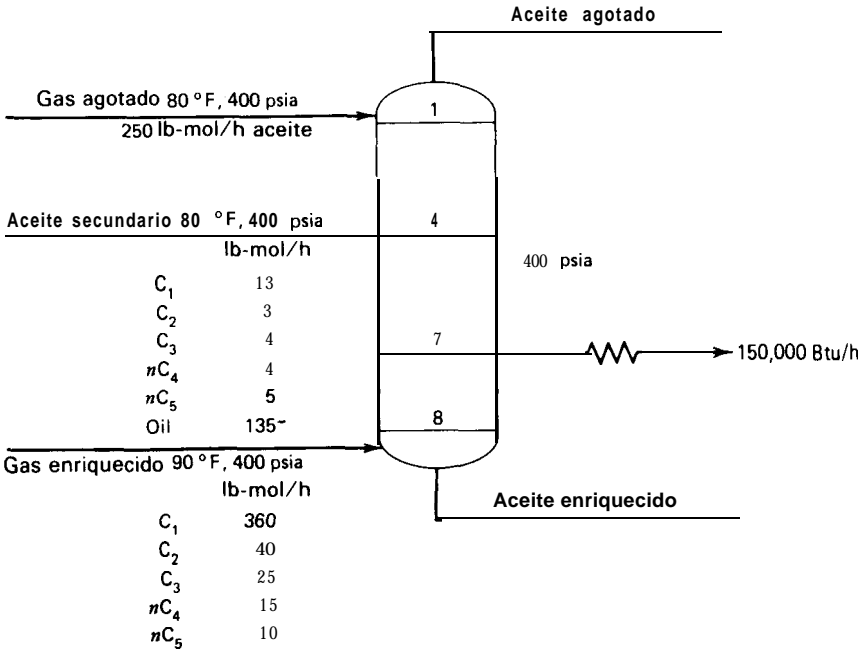 Aceite agotado
Gas agotado 80 °F, 400 psia
250 lb-mol/h aceite
1
Aceite secundario 80 °F, 400 psia
4
lb-mol/h
400 psia
C1 13
C2 3
C3 4
nC4 4
nC5 5
Oil 135
7
150,000 Btu/h
8
Gas enriquecido 90 °F, 400 psia
lb-mol/h
Aceite enriquecido
C1 360
C2 40
C3 25
nC4 15
nC5 10